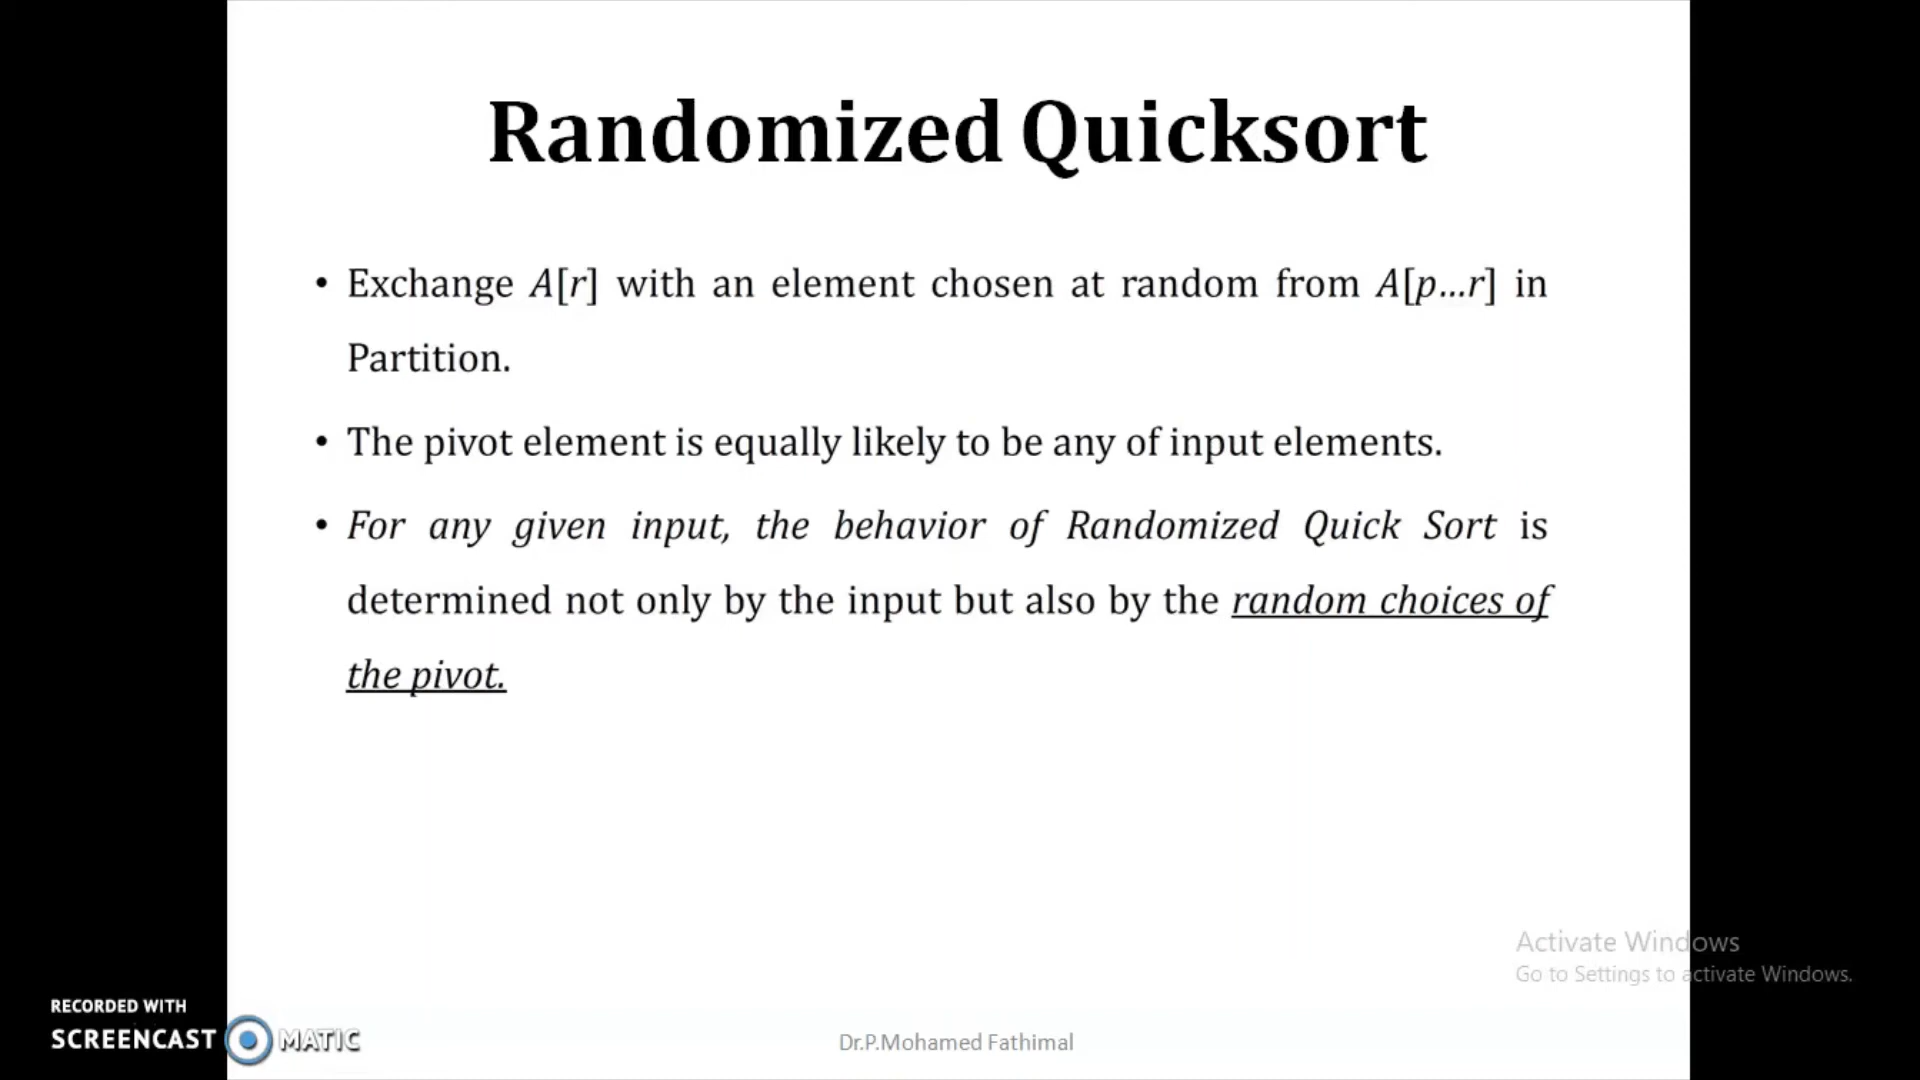 Randomized Quicksort
• Exchange A[r] with an element chosen at random from A[p...r] in
Partition.
• The pivot element is equally likely to be any of input elements.
• For any given input, the behavior of Randomized Quick Sort is
determined not only by the input but also by the random choices of
the pivot.
Activate Windows
Go to Settings to activate Windows.
RECORDED WITH
SCREENCAST MATIC
Dr.P.Mohamed Fathimal